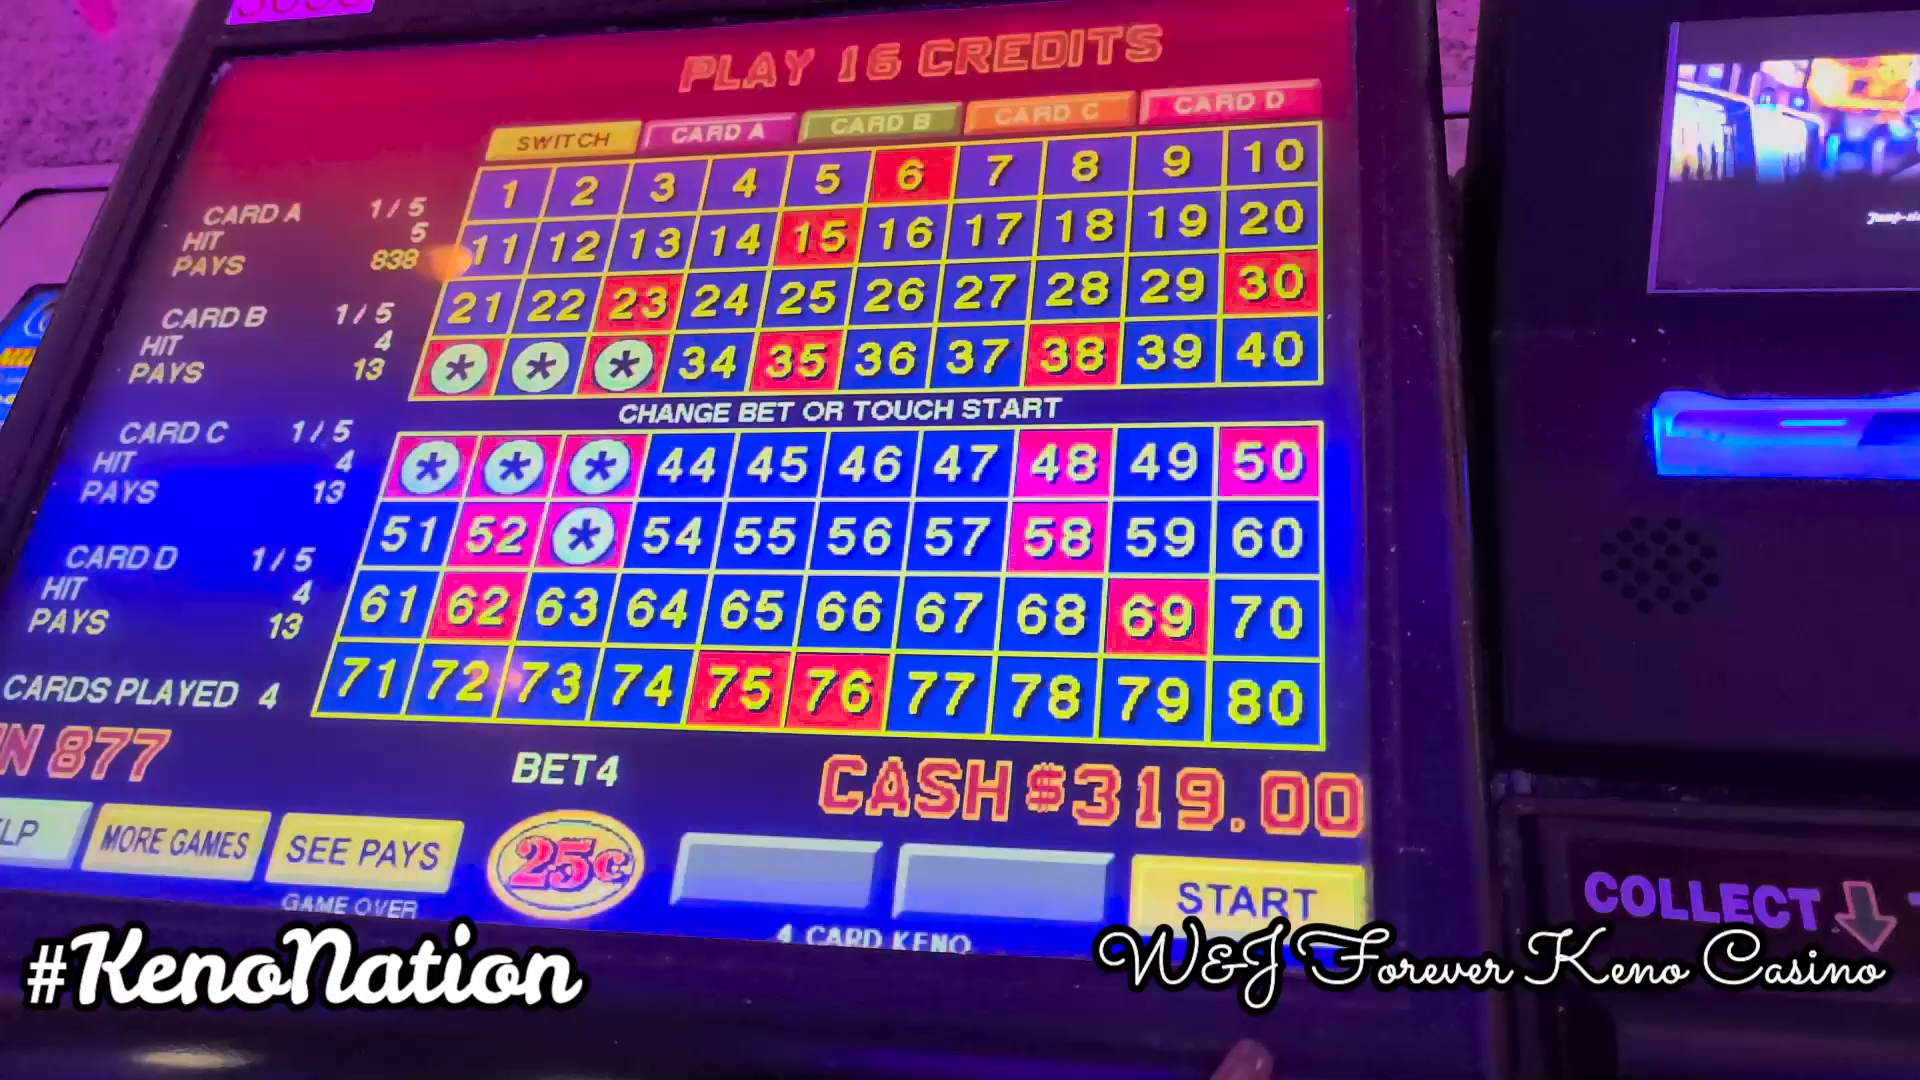 PLAY 16 CREDITS
SWITCH CARD A CARD B CARD C CARD D
1 2 3 4 5 6 7 8 9 10
11 12 13 14 15 16 17 18 19 20
21 22 23 24 25 26 27 28 29 30
* * * 34 35 36 37 38 39 40
CHANGE BET OR TOUCH START
* * * 44 45 46 47 48 49 50
51 52 * 54 55 56 57 58 59 60
61 62 63 64 65 66 67 68 69 70
71 72 73 74 75 76 77 78 79 80
CARD A 1/5
HIT 5
PAYS 838
CARD B 1/5
HIT 4
PAYS 13
CARD C 1/5
HIT 4
PAYS 13
CARD D 1/5
HIT 4
PAYS 13
CARDS PLAYED 4
N 877
BET4
CASH $319.00
LP
MORE GAMES
SEE PAYS
25¢
START
GAME OVER
4 CARD KENO
COLLECT
#KenoNation
W&J Forever Keno Casino